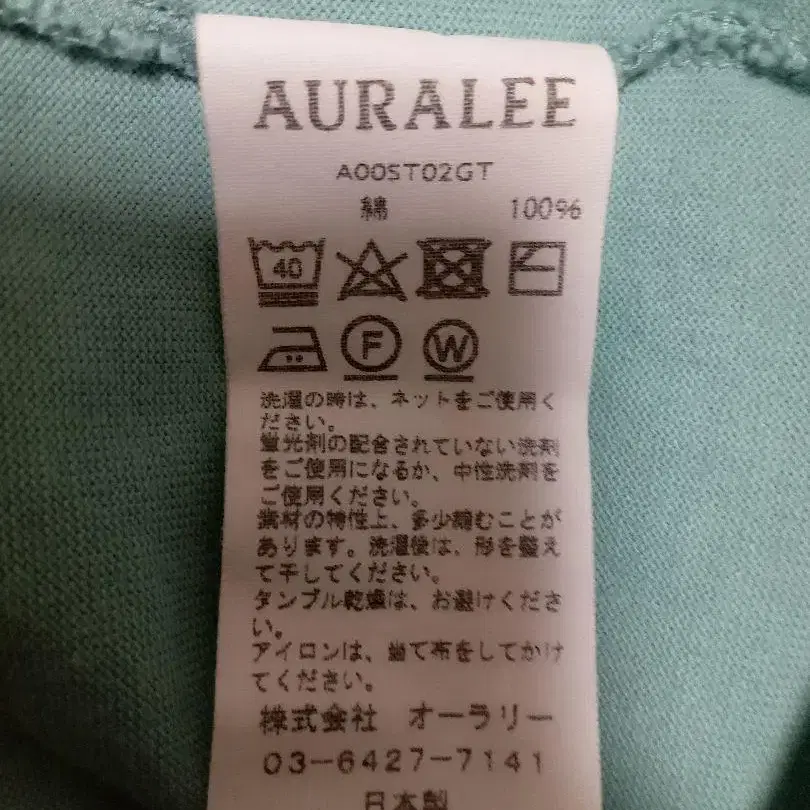 AURALEE
A00ST02GT
綿 100%
40
F W
洗濯の時は、ネットをご使用く
ださい。
蛍光剤の配合されていない洗剤
をご使用になるか、中性洗剤を
ご使用ください。
素材の特性上、多少縮むことが
あります。洗濯後は、形を整え
て干してください。
タンブル乾燥は、お避けくださ
い。
アイロンは、当て布をしてかけ
てください。
株式会社 オーラリー
03-6427-7141
日本製